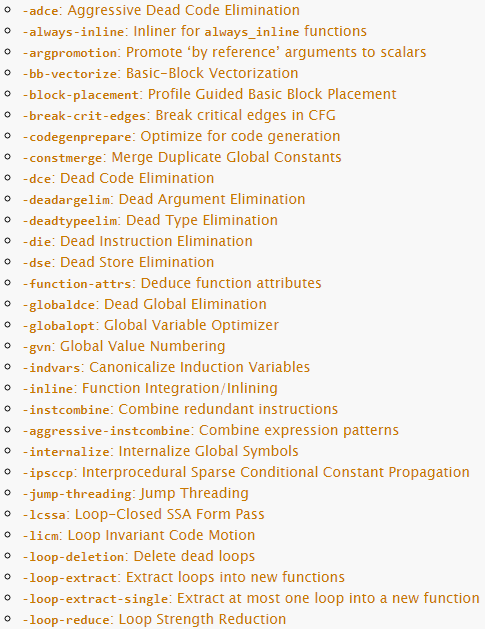 -adce: Aggressive Dead Code Elimination
-always-inline: Inliner for always_inline functions
-argpromotion: Promote ‘by reference’ arguments to scalars
-bb-vectorize: Basic-Block Vectorization
-block-placement: Profile Guided Basic Block Placement
-break-crit-edges: Break critical edges in CFG
-codegenprepare: Optimize for code generation
-constmerge: Merge Duplicate Global Constants
-dce: Dead Code Elimination
-deadargelim: Dead Argument Elimination
-deadtypeelim: Dead Type Elimination
-die: Dead Instruction Elimination
-dse: Dead Store Elimination
-function-attrs: Deduce function attributes
-globaldce: Dead Global Elimination
-globalopt: Global Variable Optimizer
-gvn: Global Value Numbering
-indvars: Canonicalize Induction Variables
-inline: Function Integration/Inlining
-instcombine: Combine redundant instructions
-aggressive-instcombine: Combine expression patterns
-internalize: Internalize Global Symbols
-ipsccp: Interprocedural Sparse Conditional Constant Propagation
-jump-threading: Jump Threading
-lcssa: Loop-Closed SSA Form Pass
-licm: Loop Invariant Code Motion
-loop-deletion: Delete dead loops
-loop-extract: Extract loops into new functions
-loop-extract-single: Extract at most one loop into a new function
-loop-reduce: Loop Strength Reduction